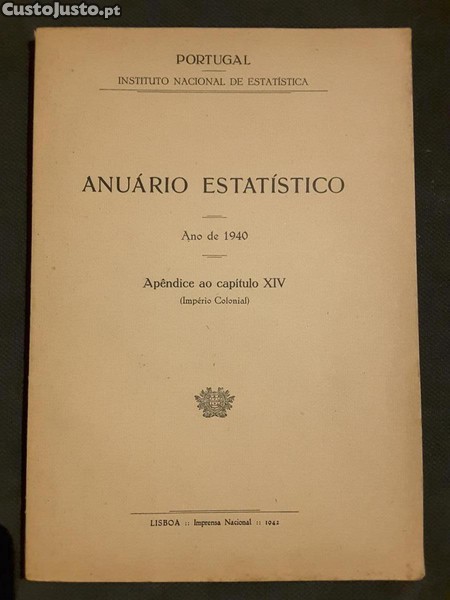 CustoJusto.pt
PORTUGAL
INSTITUTO NACIONAL DE ESTATÍSTICA
ANUÁRIO ESTATÍSTICO
Ano de 1940
Apêndice ao capítulo XIV
(Império Colonial)
LISBOA :: Imprensa Nacional :: 1942